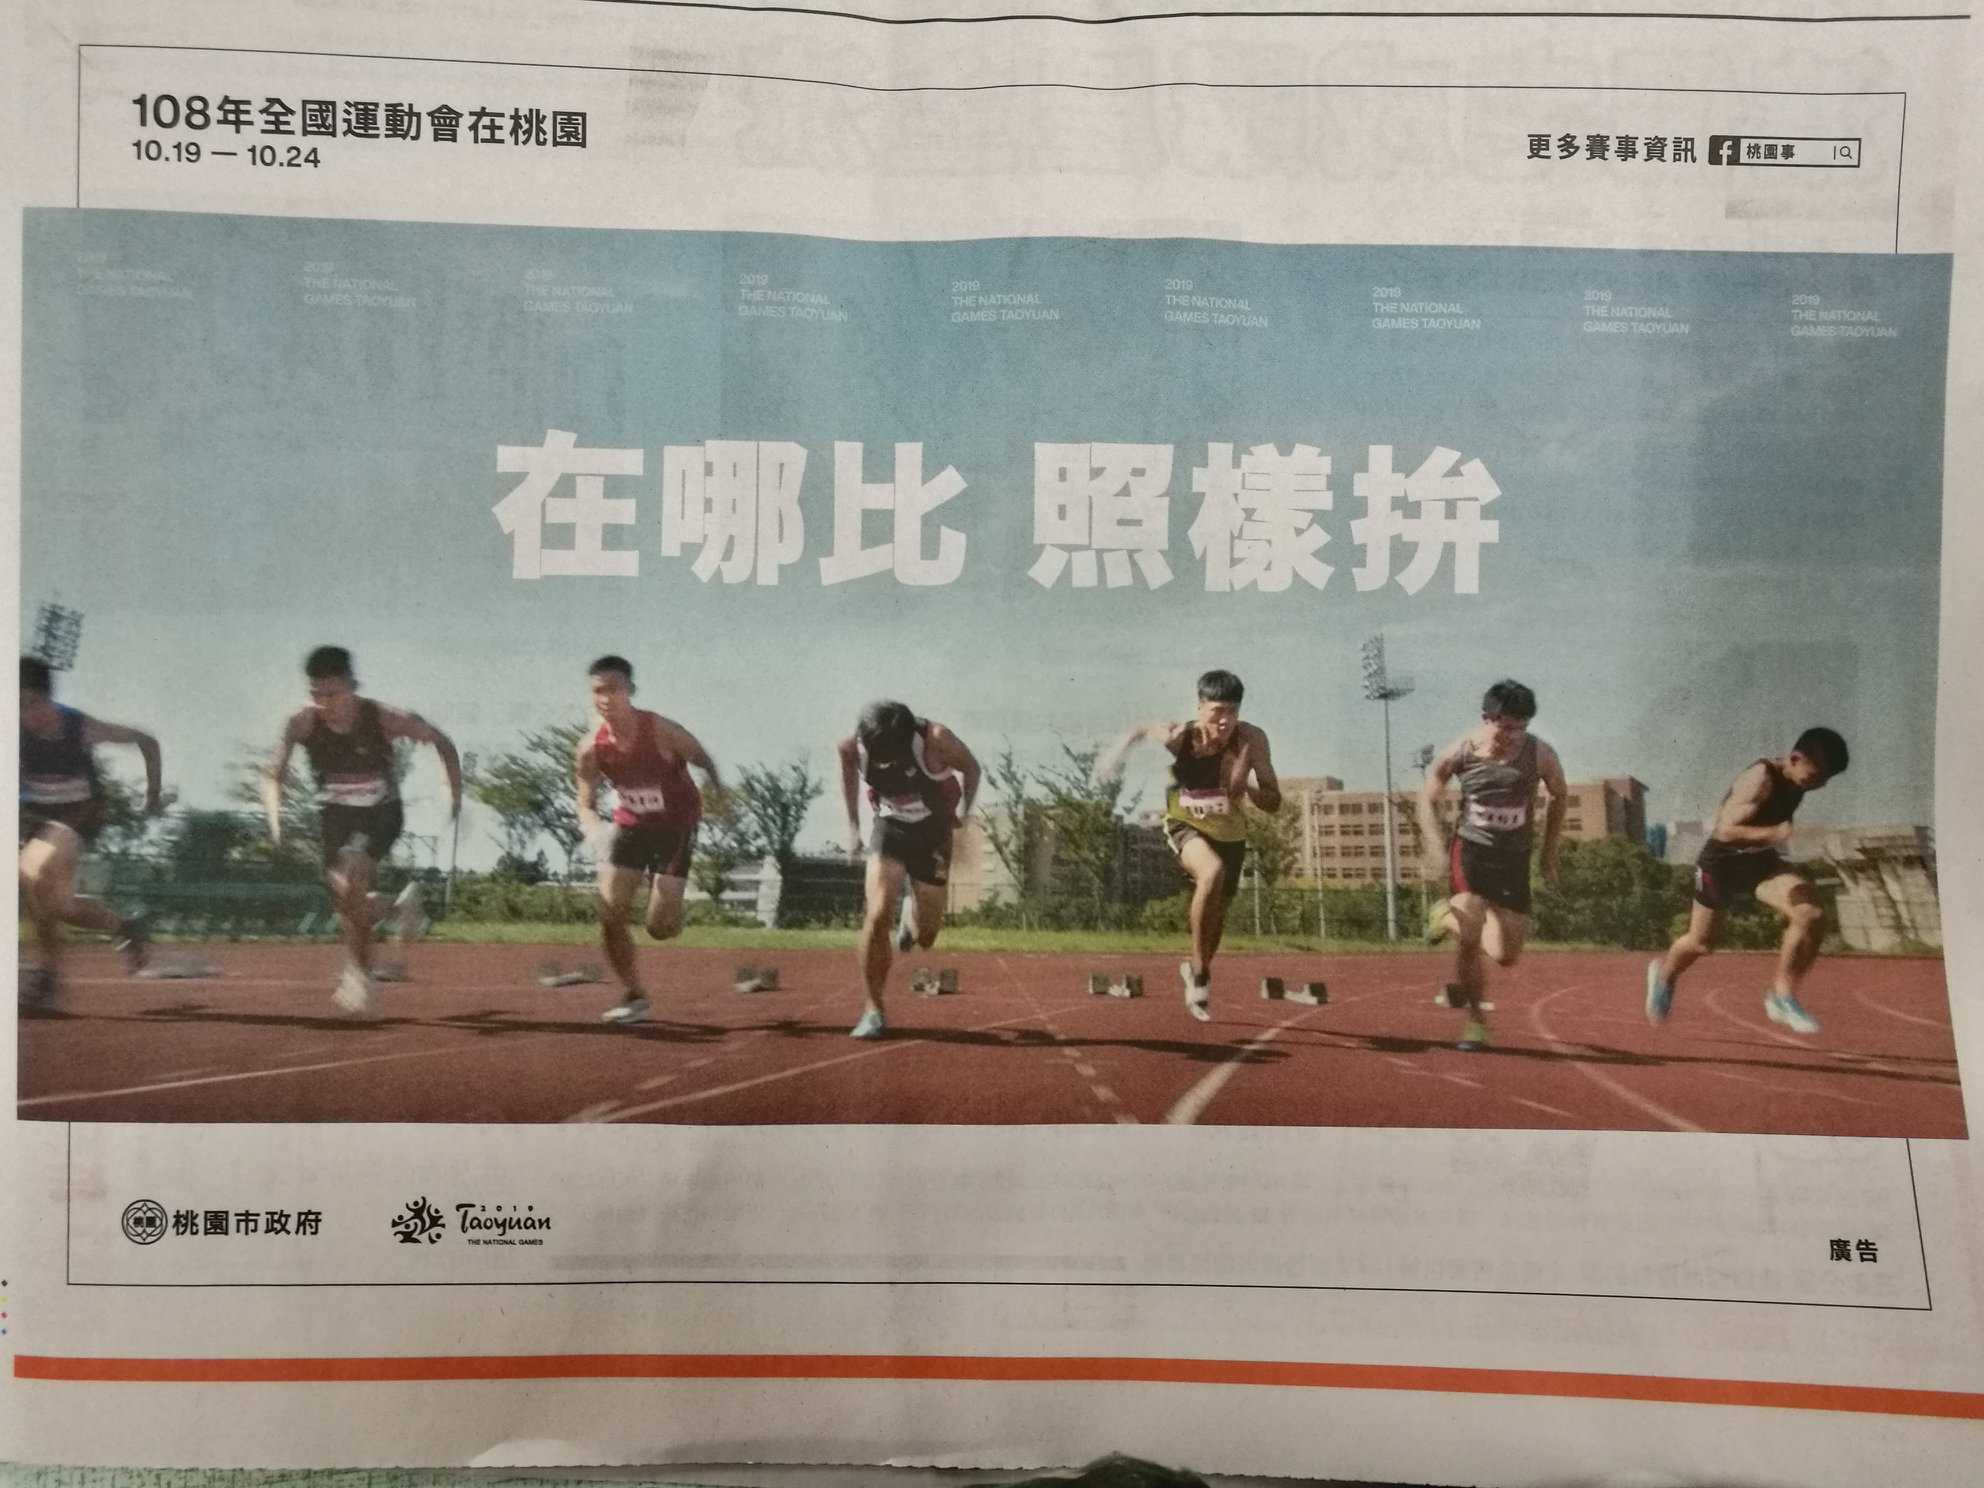 108年全國運動會在桃園
10.19 — 10.24
更多賽事資訊 f 桃園事
2019
THE NATIONAL
GAMES TAOYUAN
2019
THE NATIONAL
GAMES TAOYUAN
2019
THE NATIONAL
GAMES TAOYUAN
2019
THE NATIONAL
GAMES TAOYUAN
2019
THE NATIONAL
GAMES TAOYUAN
2019
THE NATIONAL
GAMES TAOYUAN
2019
THE NATIONAL
GAMES TAOYUAN
2019
THE NATIONAL
GAMES TAOYUAN
2019
THE NATIONAL
GAMES TAOYUAN
在哪比 照樣拚
桃園 桃園市政府
2019
Taoyuan
THE NATIONAL GAMES
廣告